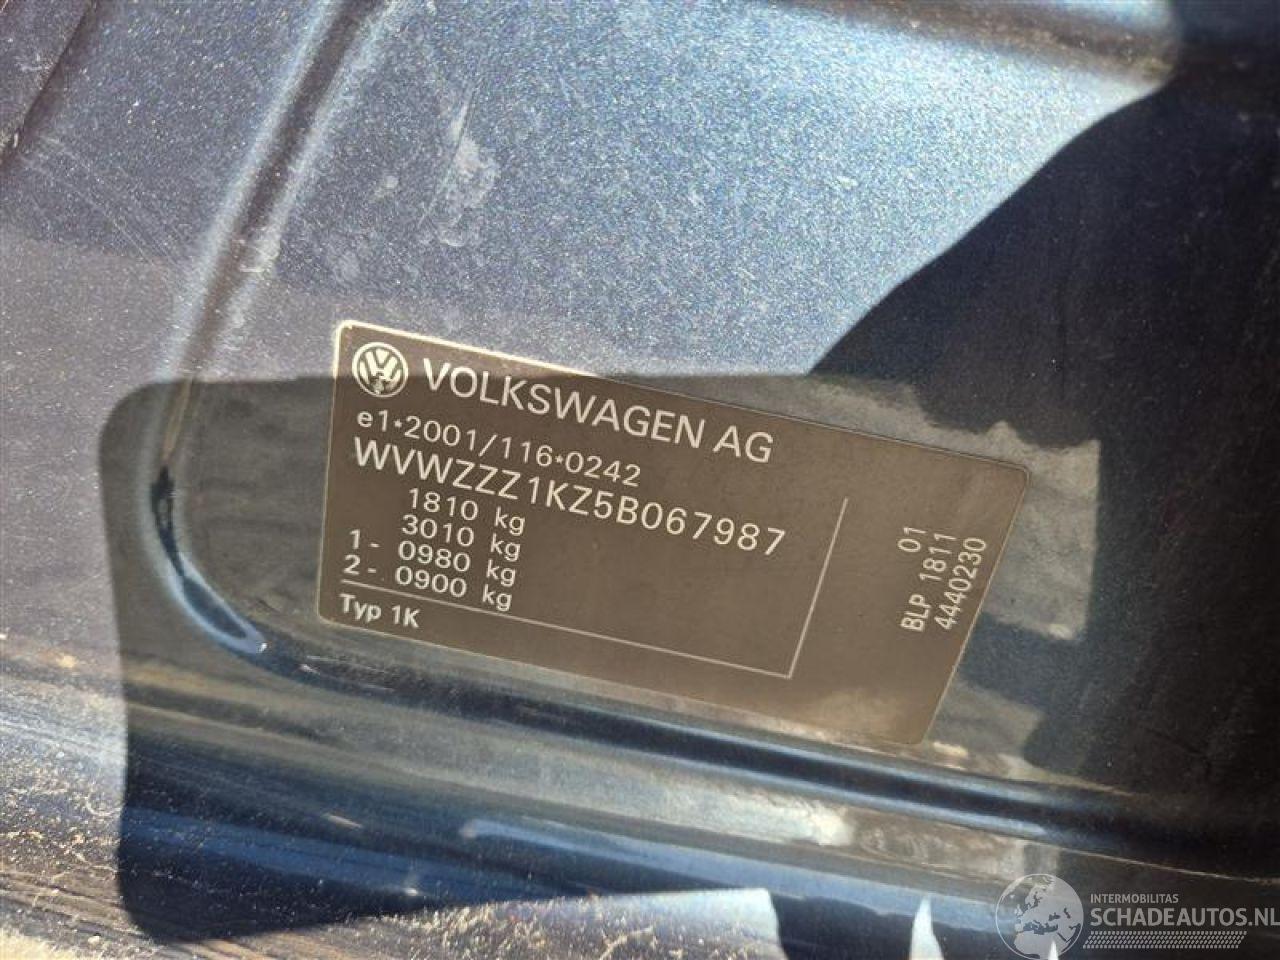 VOLKSWAGEN AG
e1*2001/116*0242
WVWZZZ1KZ5B067987
1810 kg
3010 kg
1- 0980 kg
2- 0900 kg
Typ 1K
01
BLP 1811
4440230
INTERMOBILITAS
SCHADEAUTOS.NL